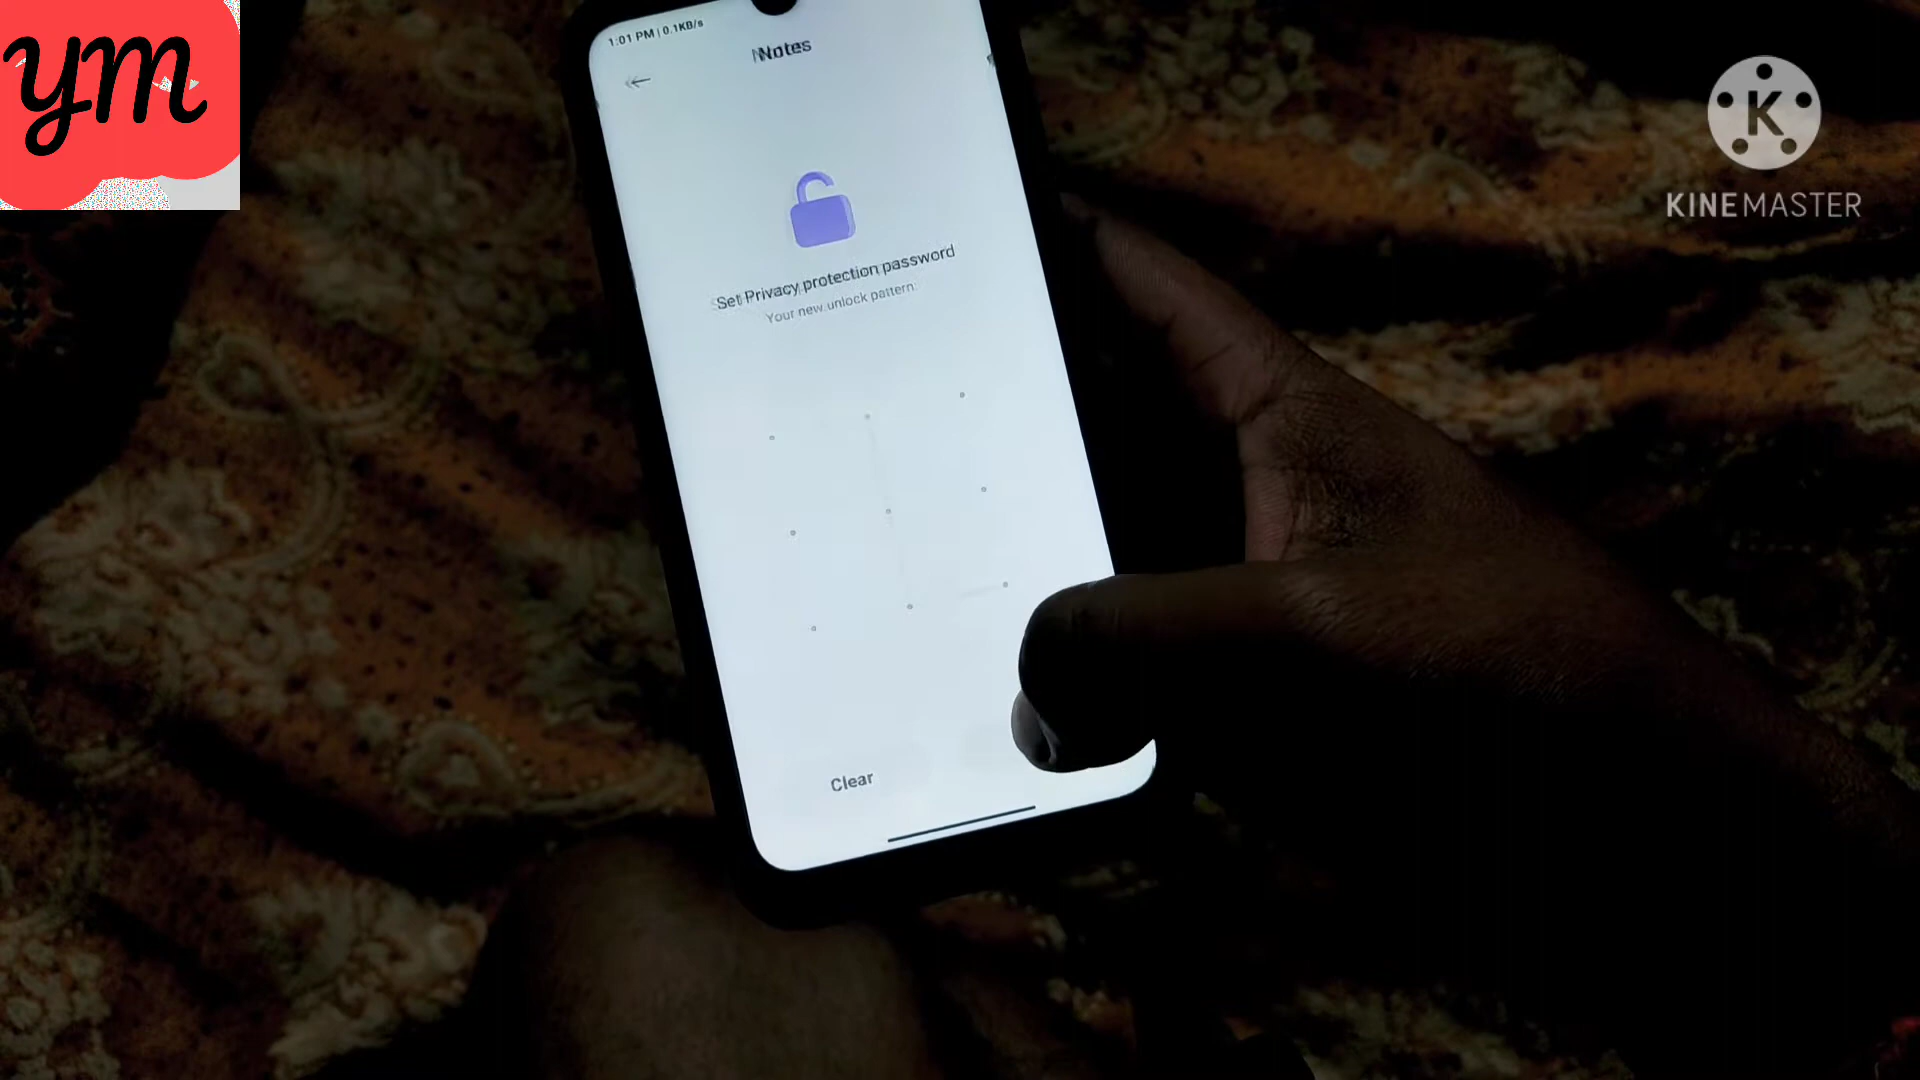 ym
K
KINEMASTER
1:01 PM | 0.1KB/s
Notes
Set Privacy protection password
Your new unlock pattern:
Clear